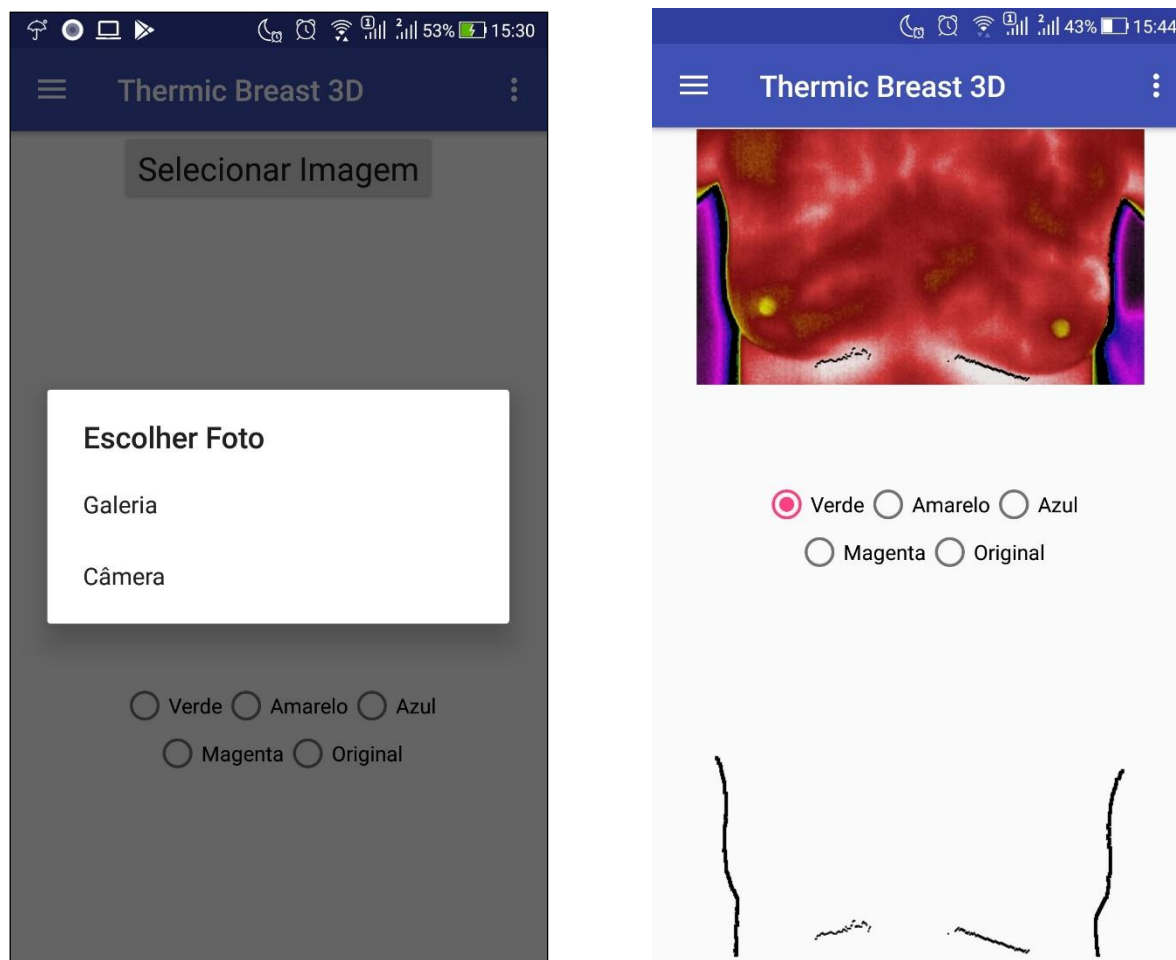 53% 15:30
Thermic Breast 3D
Selecionar Imagem
Escolher Foto
Galeria
Câmera
Verde Amarelo Azul
Magenta Original
43% 15:44
Thermic Breast 3D
Verde Amarelo Azul
Magenta Original